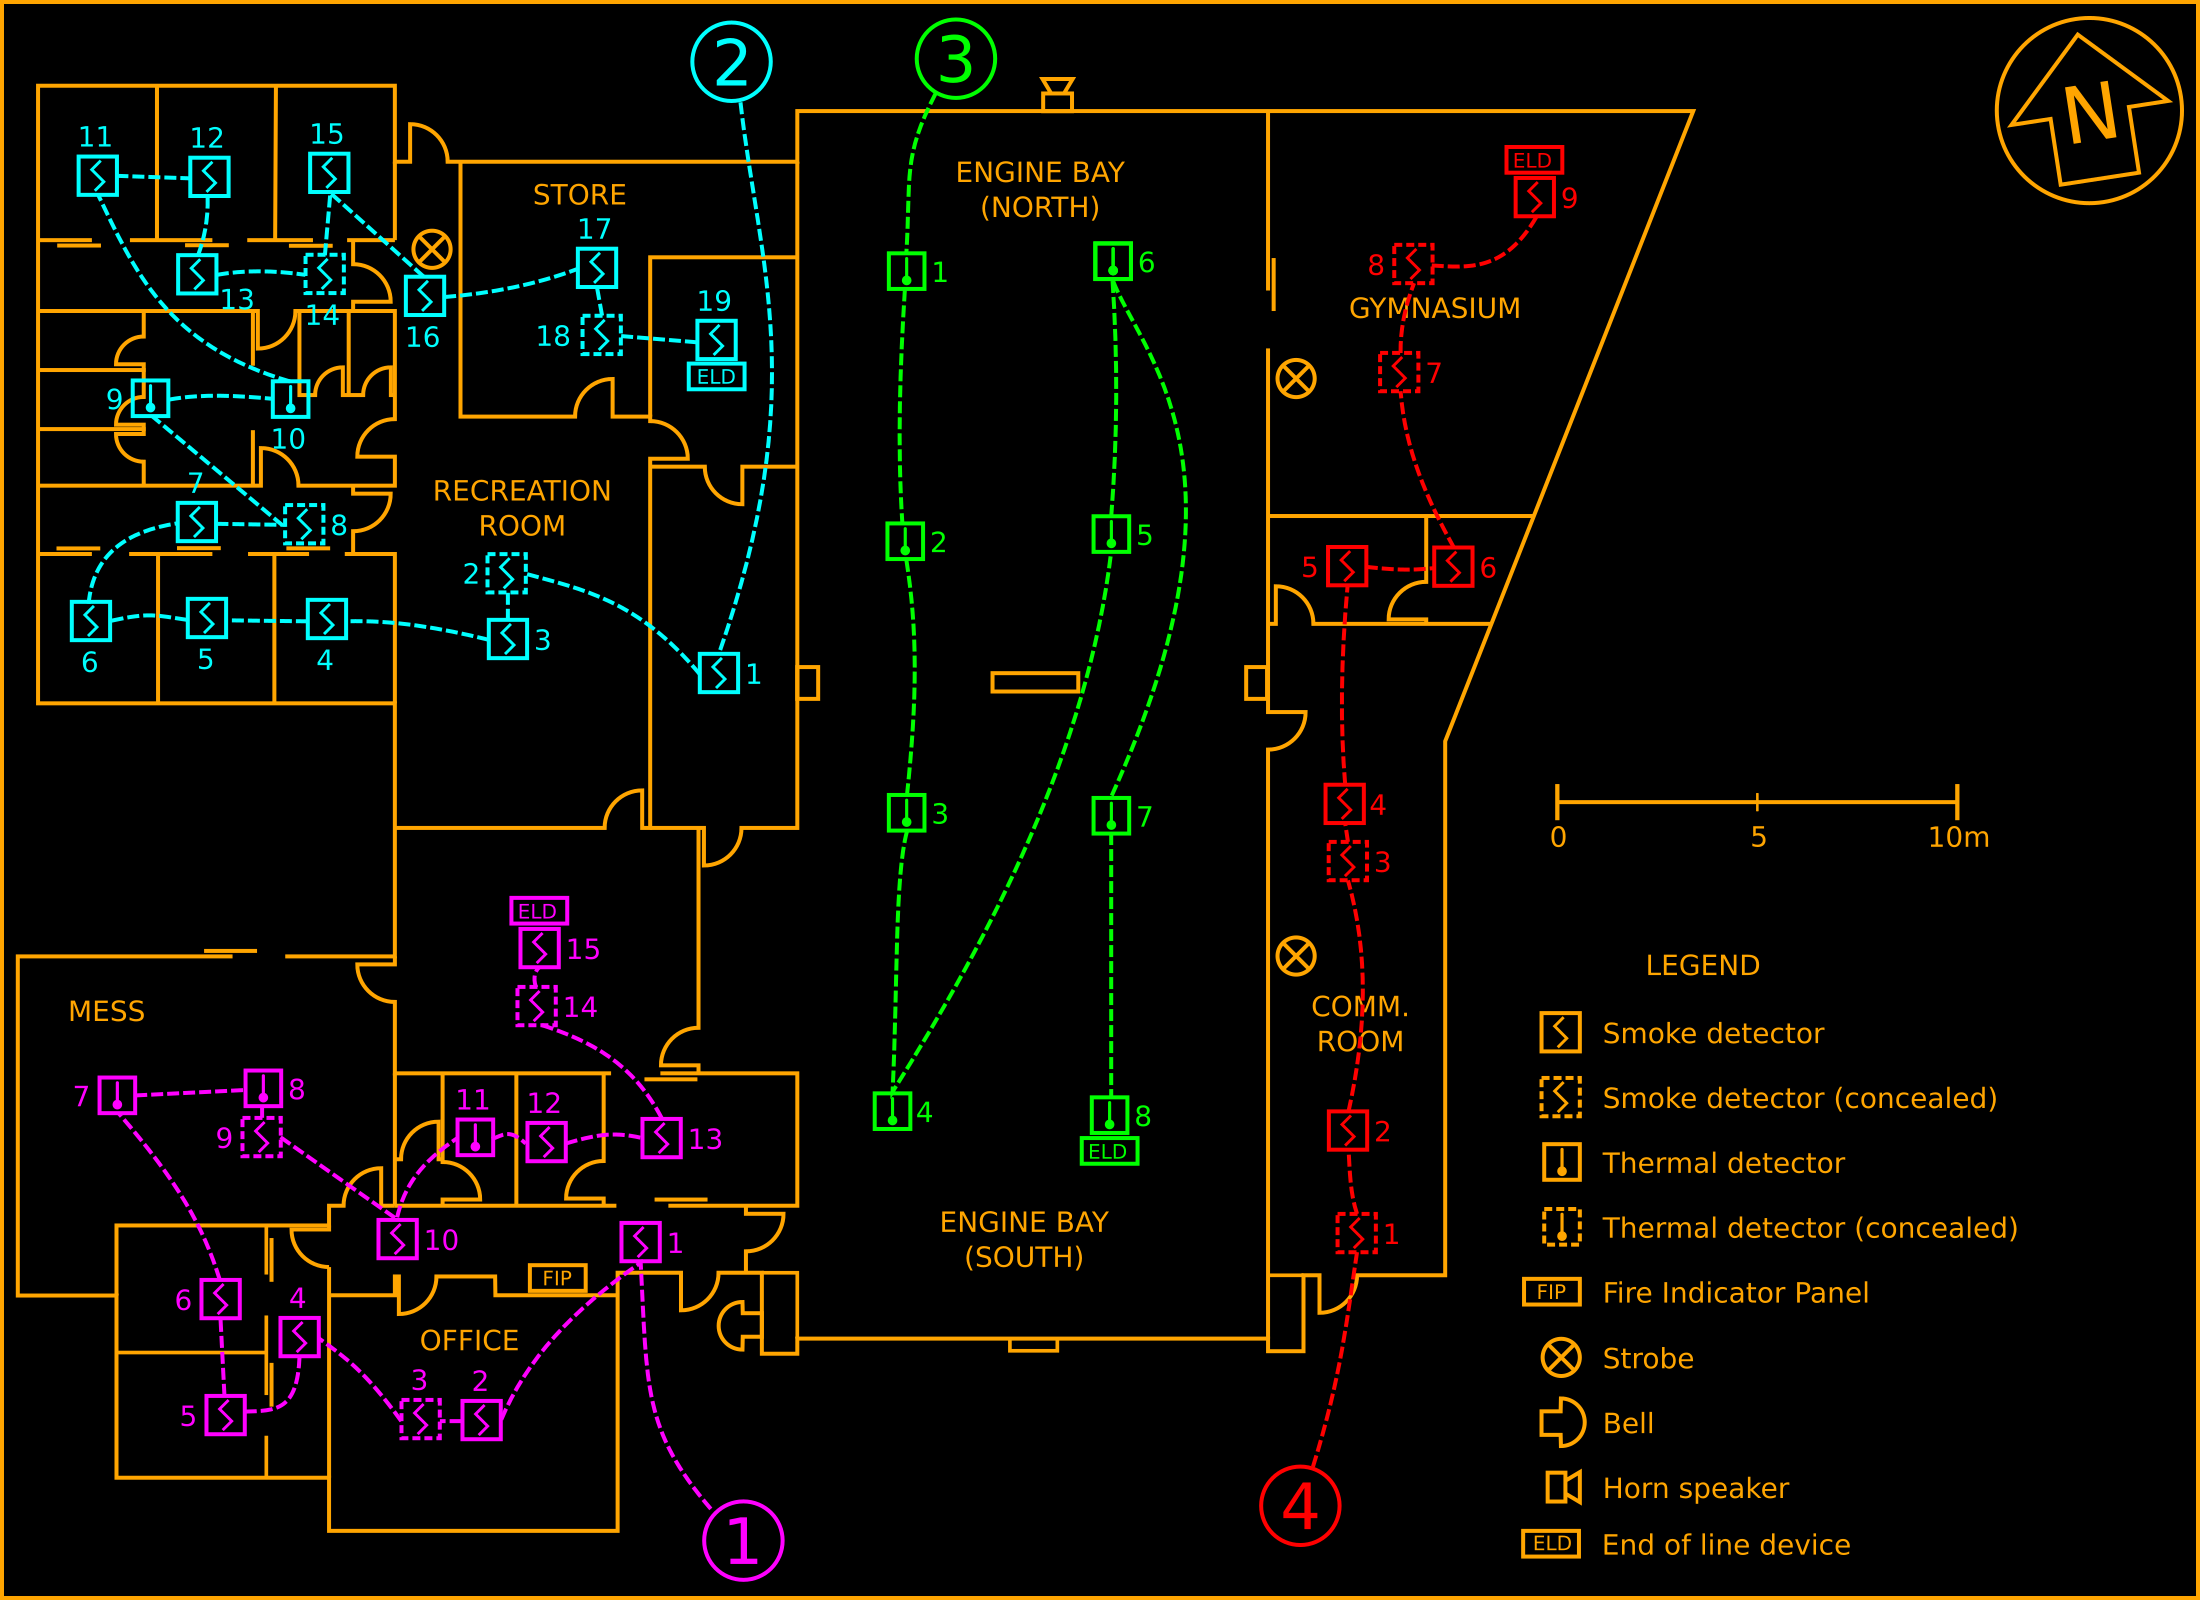 2
3
N
11
12
15
ENGINE BAY
(NORTH)
ELD
9
STORE
17
8
6
1
13
14
16
18
19
ELD
GYMNASIUM
7
9
10
7
8
RECREATION
ROOM
2
5
5
6
2
3
6
5
4
1
3
7
4
3
0
5
10m
ELD
15
14
MESS
COMM.
ROOM
LEGEND
Smoke detector
7
8
9
11
12
13
4
8
ELD
2
Smoke detector (concealed)
Thermal detector
10
1
ENGINE BAY
(SOUTH)
1
Thermal detector (concealed)
FIP
6
4
OFFICE
FIP
Fire Indicator Panel
Strobe
5
3
2
Bell
Horn speaker
1
4
ELD
End of line device